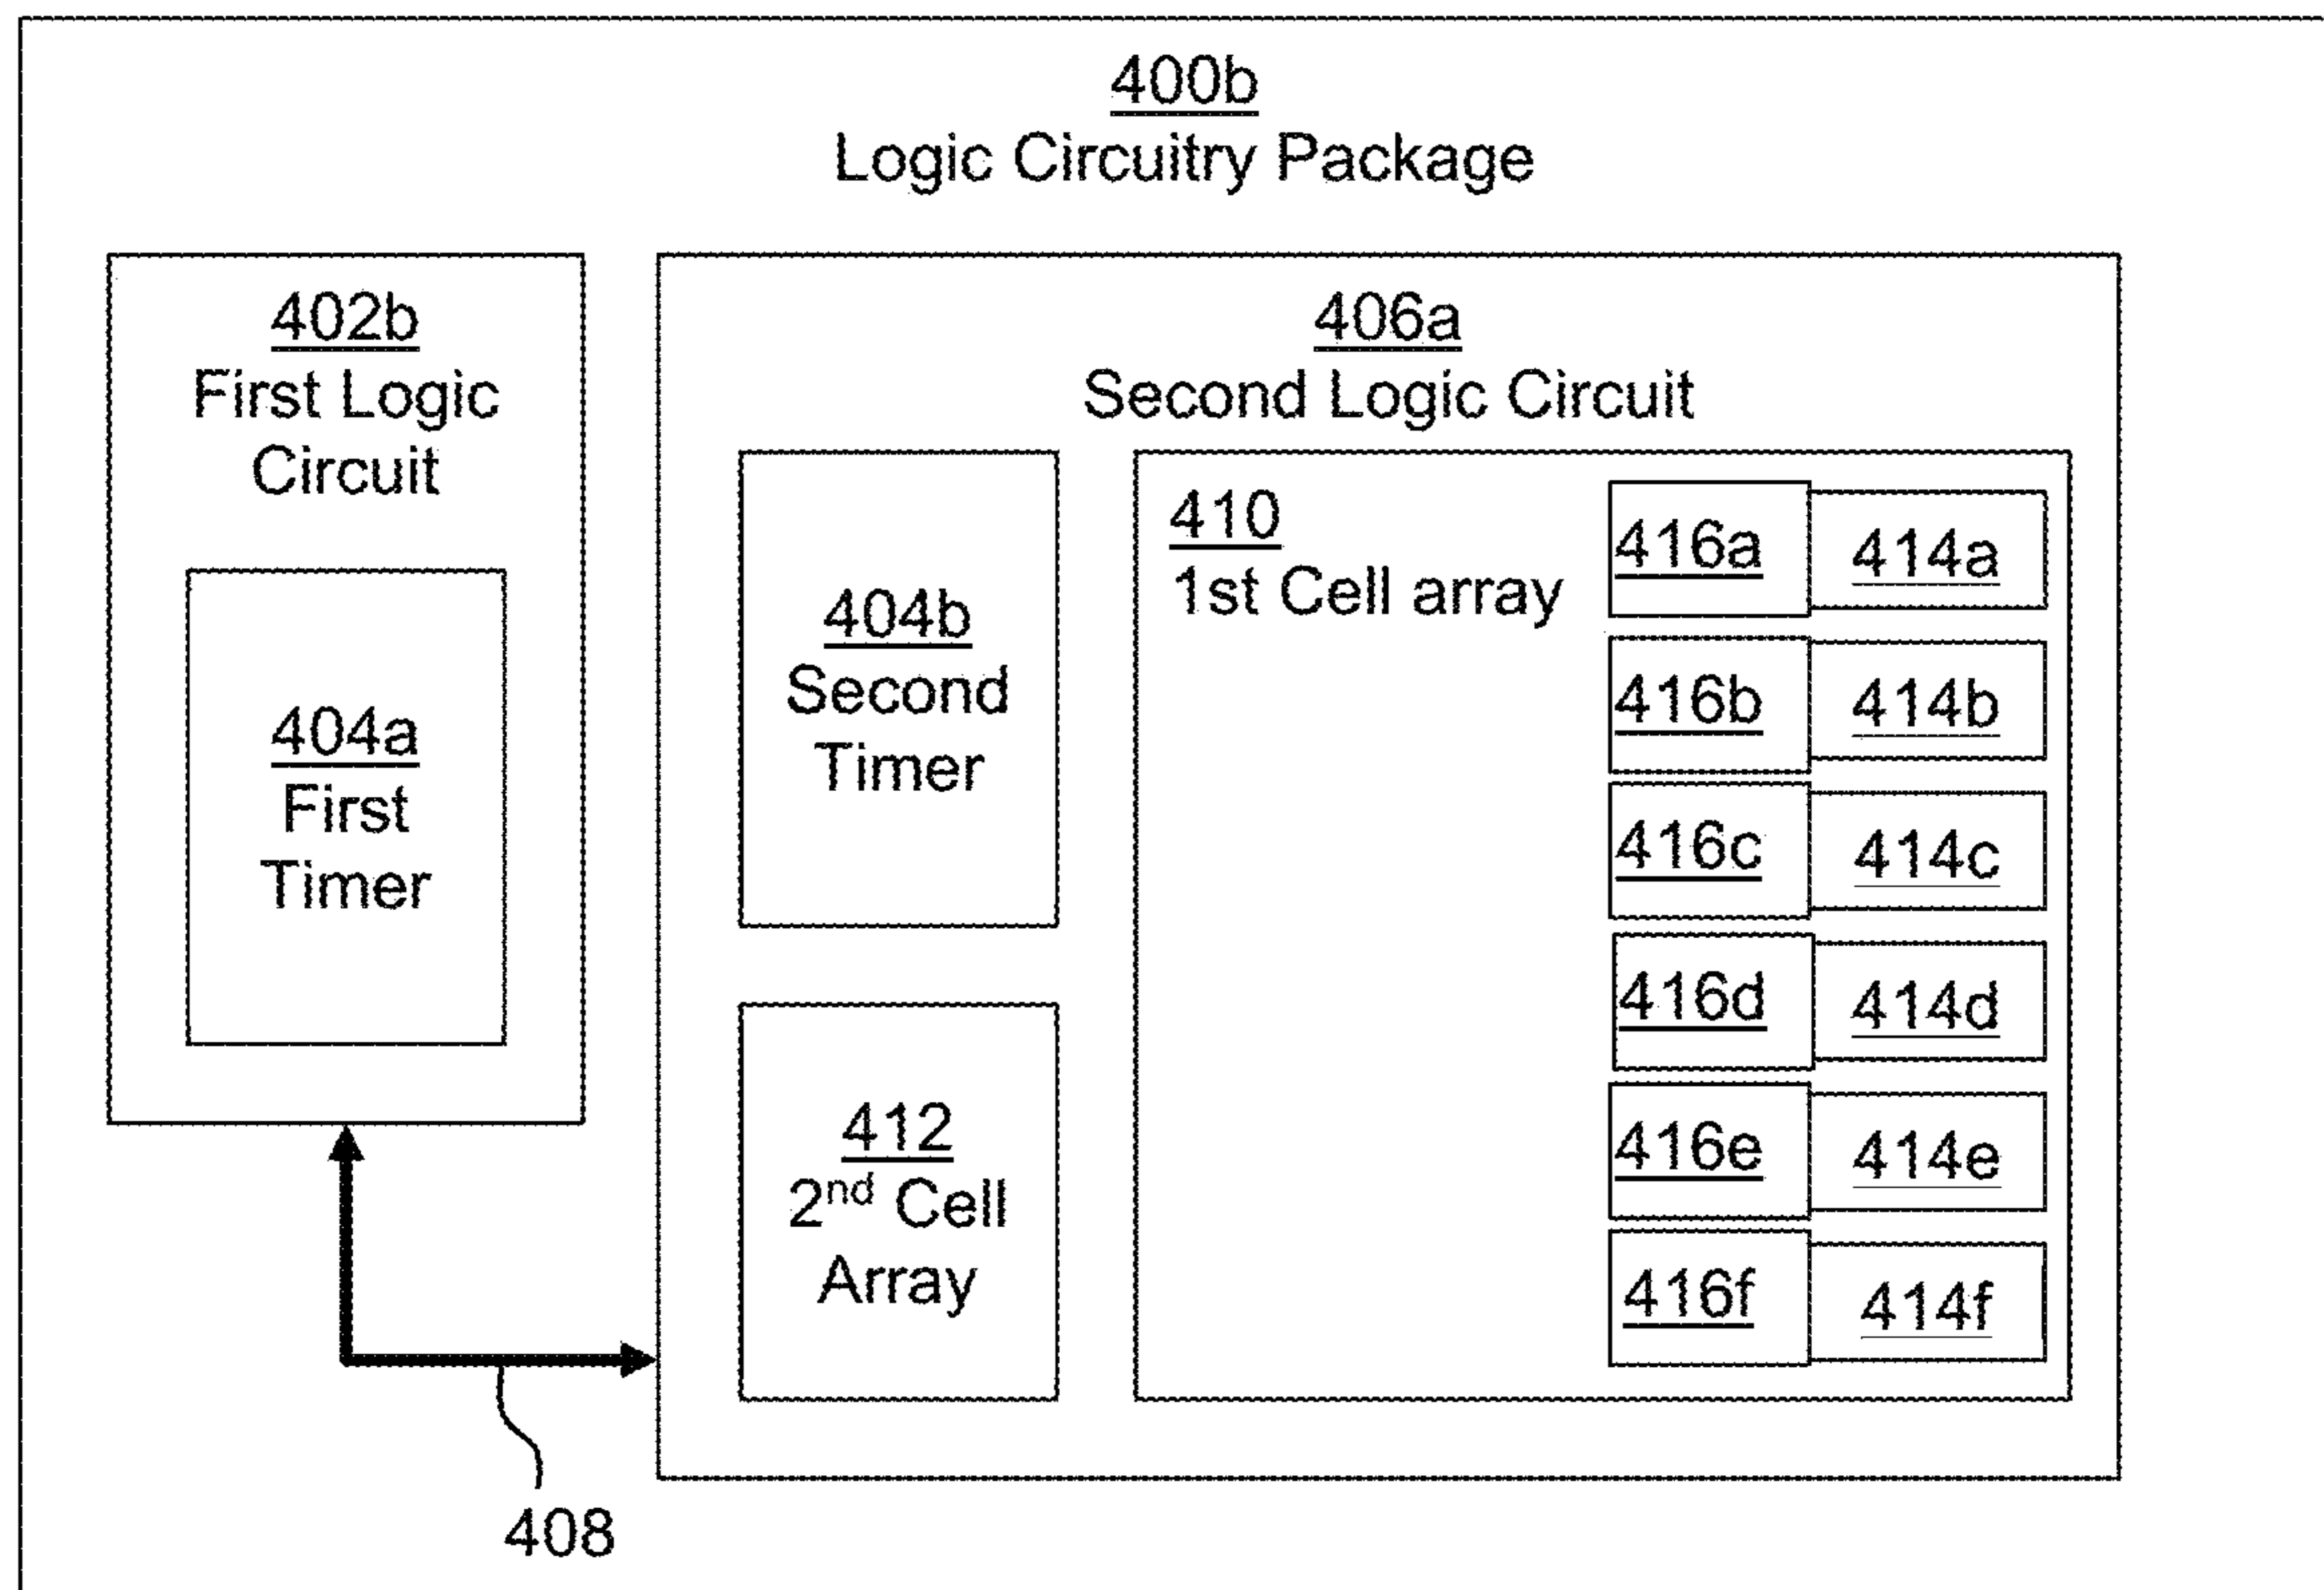 400b
Logic Circuitry Package
402b
First Logic
Circuit
404a
First
Timer
406a
Second Logic Circuit
404b
Second
Timer
412
2nd Cell
Array
410
1st Cell array
416a 414a
416b 414b
416c 414c
416d 414d
416e 414e
416f 414f
408